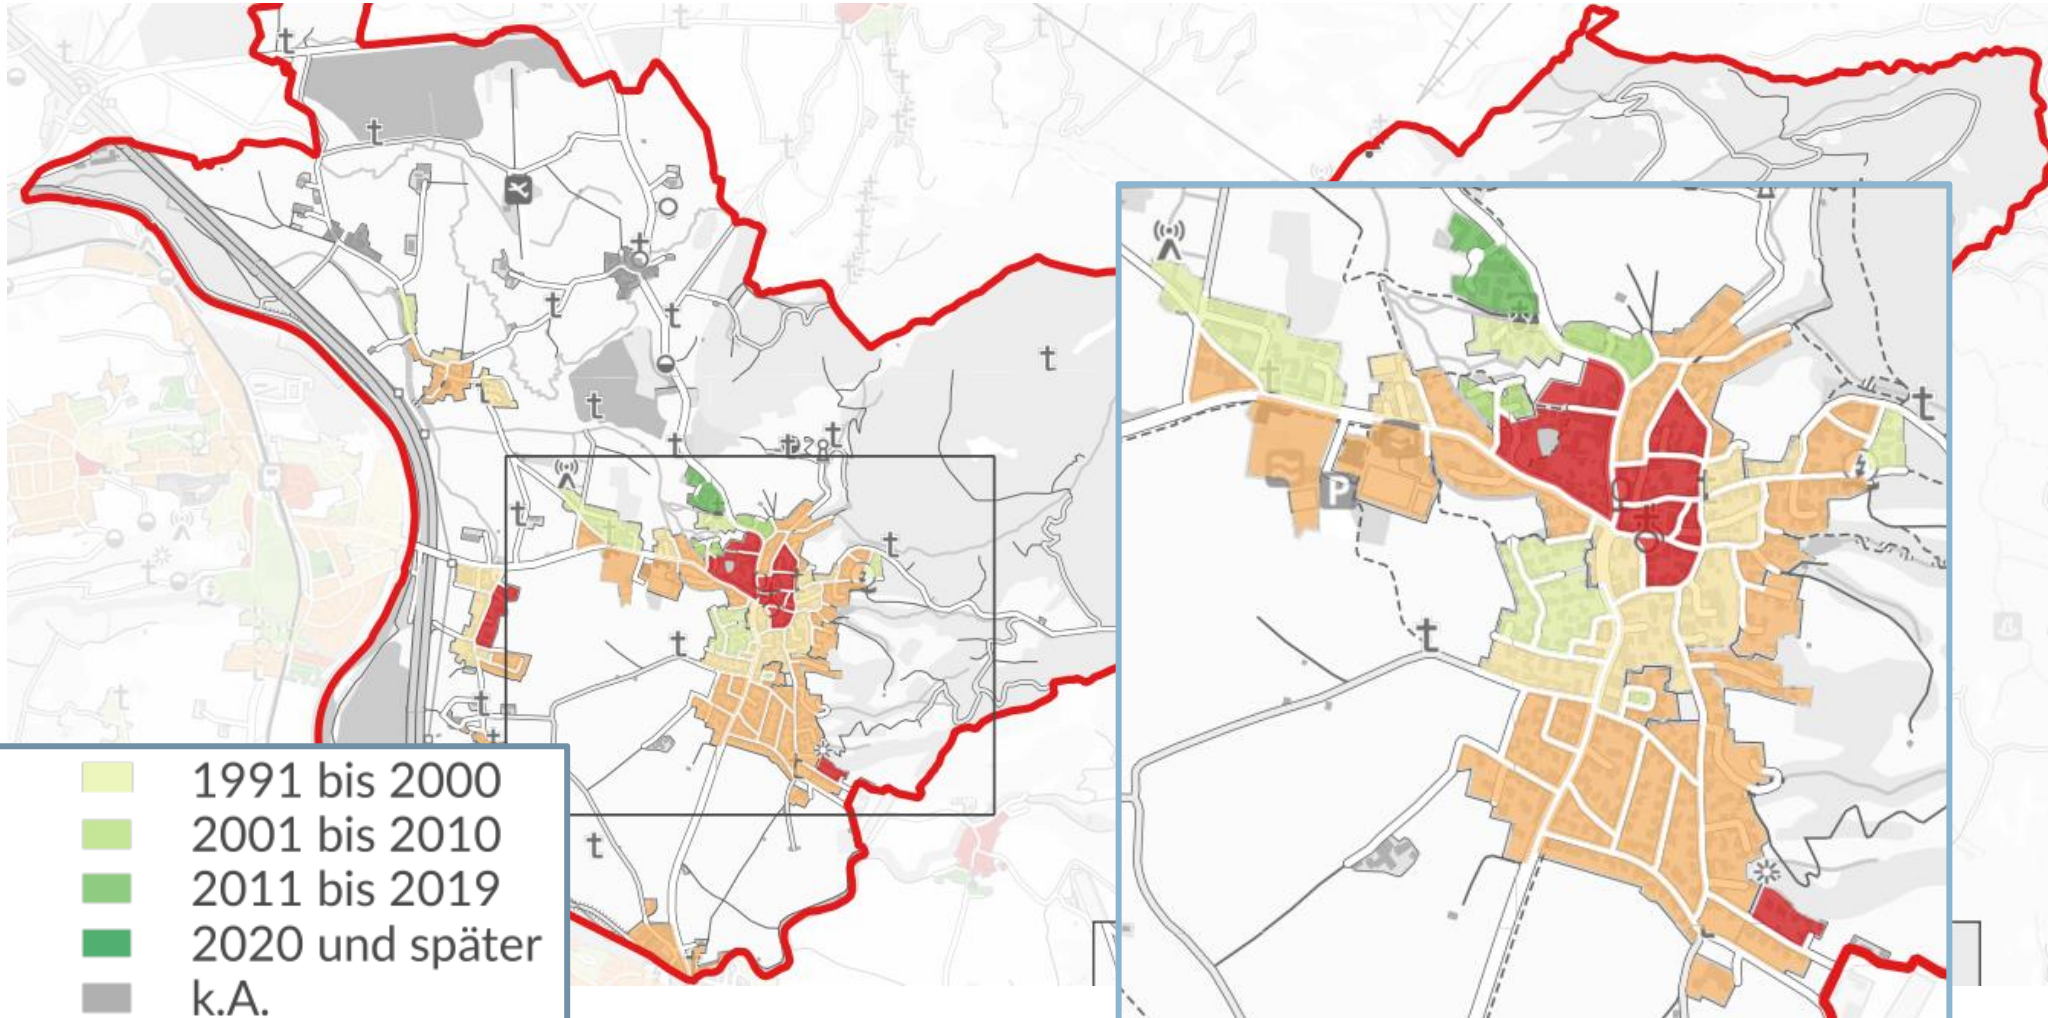 1991 bis 2000
2001 bis 2010
2011 bis 2019
2020 und später
k.A.
P